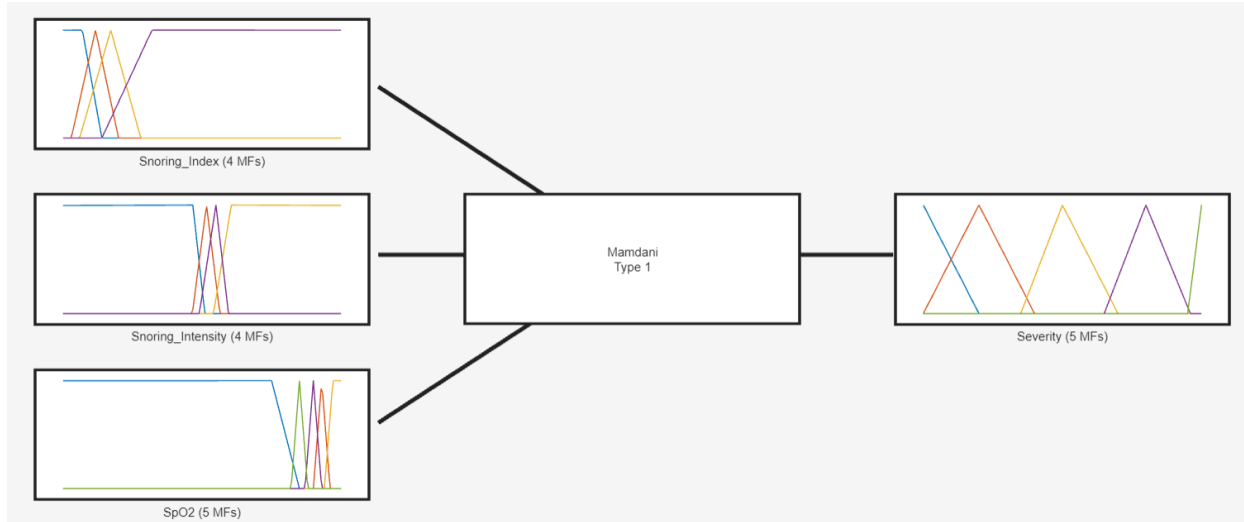 Snoring_Index (4 MFs)
Snoring_Intensity (4 MFs)
SpO2 (5 MFs)
Mamdani
Type 1
Severity (5 MFs)